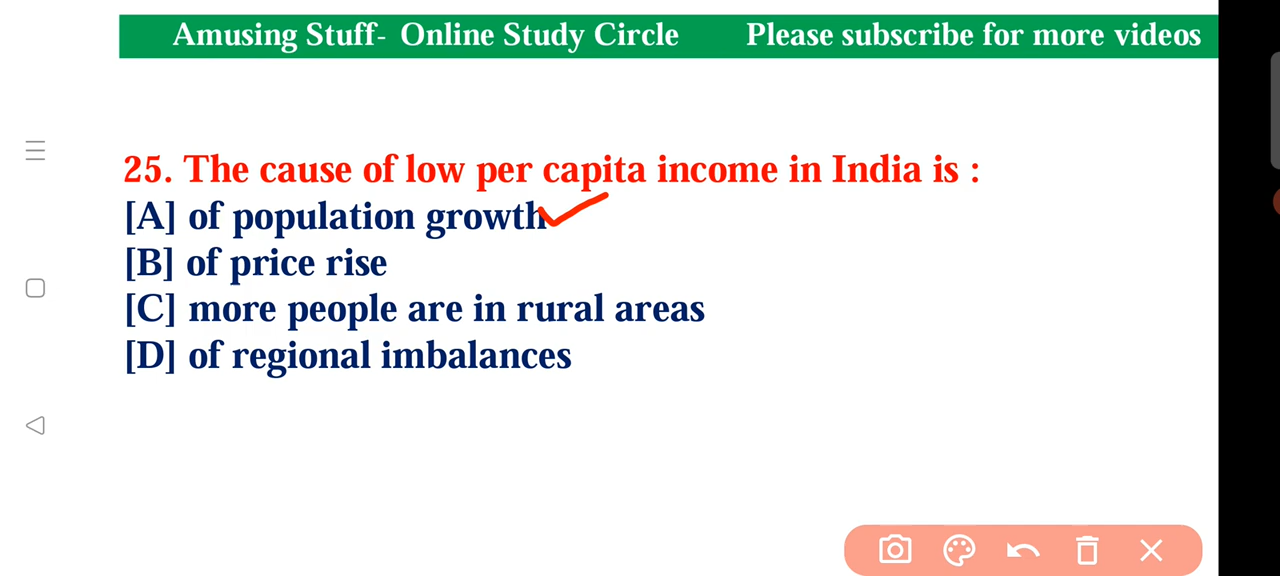 Amusing Stuff- Online Study Circle Please subscribe for more videos
25. The cause of low per capita income in India is :
[A] of population growth
[B] of price rise
[C] more people are in rural areas
[D] of regional imbalances